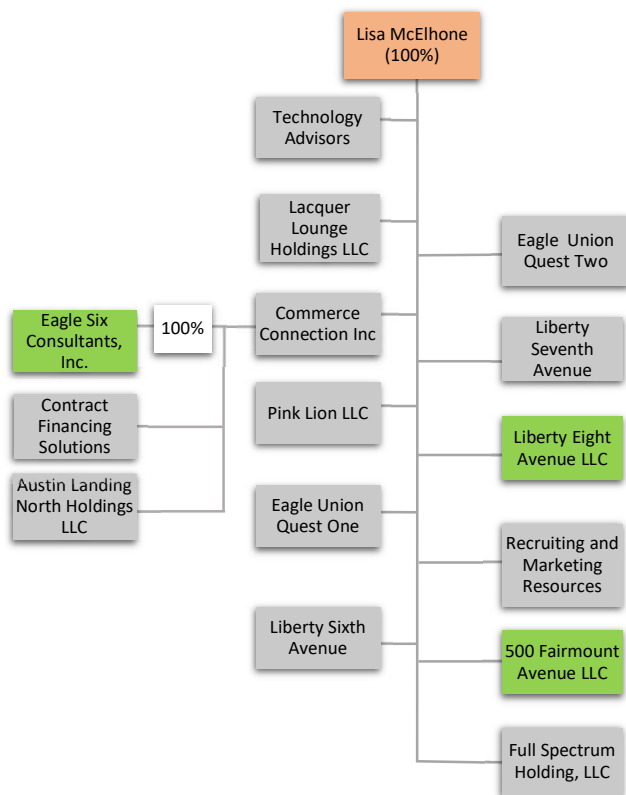 Lisa McElhone
(100%)
Technology
Advisors
Lacquer
Lounge
Holdings LLC
Eagle Union
Quest Two
Eagle Six
Consultants,
Inc.
100%
Commerce
Connection Inc
Liberty
Seventh
Avenue
Contract
Financing
Solutions
Pink Lion LLC
Liberty Eight
Avenue LLC
Austin Landing
North Holdings
LLC
Eagle Union
Quest One
Recruiting and
Marketing
Resources
Liberty Sixth
Avenue
500 Fairmount
Avenue LLC
Full Spectrum
Holding, LLC